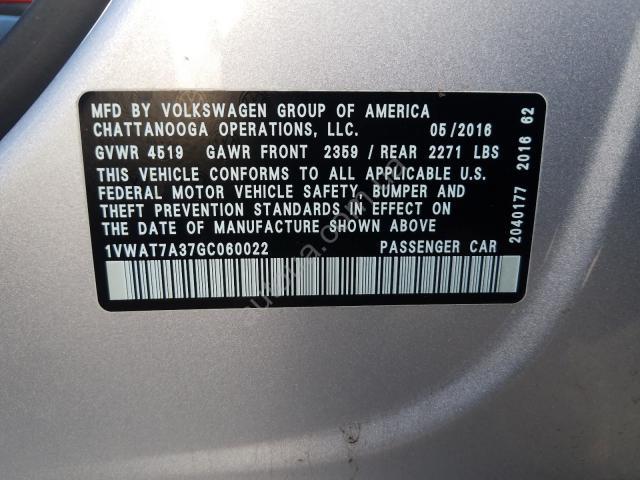 MFD BY VOLKSWAGEN GROUP OF AMERICA
CHATTANOOGA OPERATIONS, LLC. 05/2016
GVWR 4519 GAWR FRONT 2359 / REAR 2271 LBS
THIS VEHICLE CONFORMS TO ALL APPLICABLE U.S.
FEDERAL MOTOR VEHICLE SAFETY, BUMPER AND
THEFT PREVENTION STANDARDS IN EFFECT ON
THE DATE OF MANUFACTURE SHOWN ABOVE
1VWAT7A37GC060022 PASSENGER CAR
2040177 2016 62